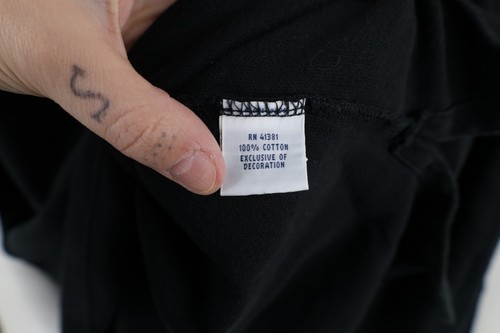 RN 41381
100% COTTON
EXCLUSIVE OF
DECORATION